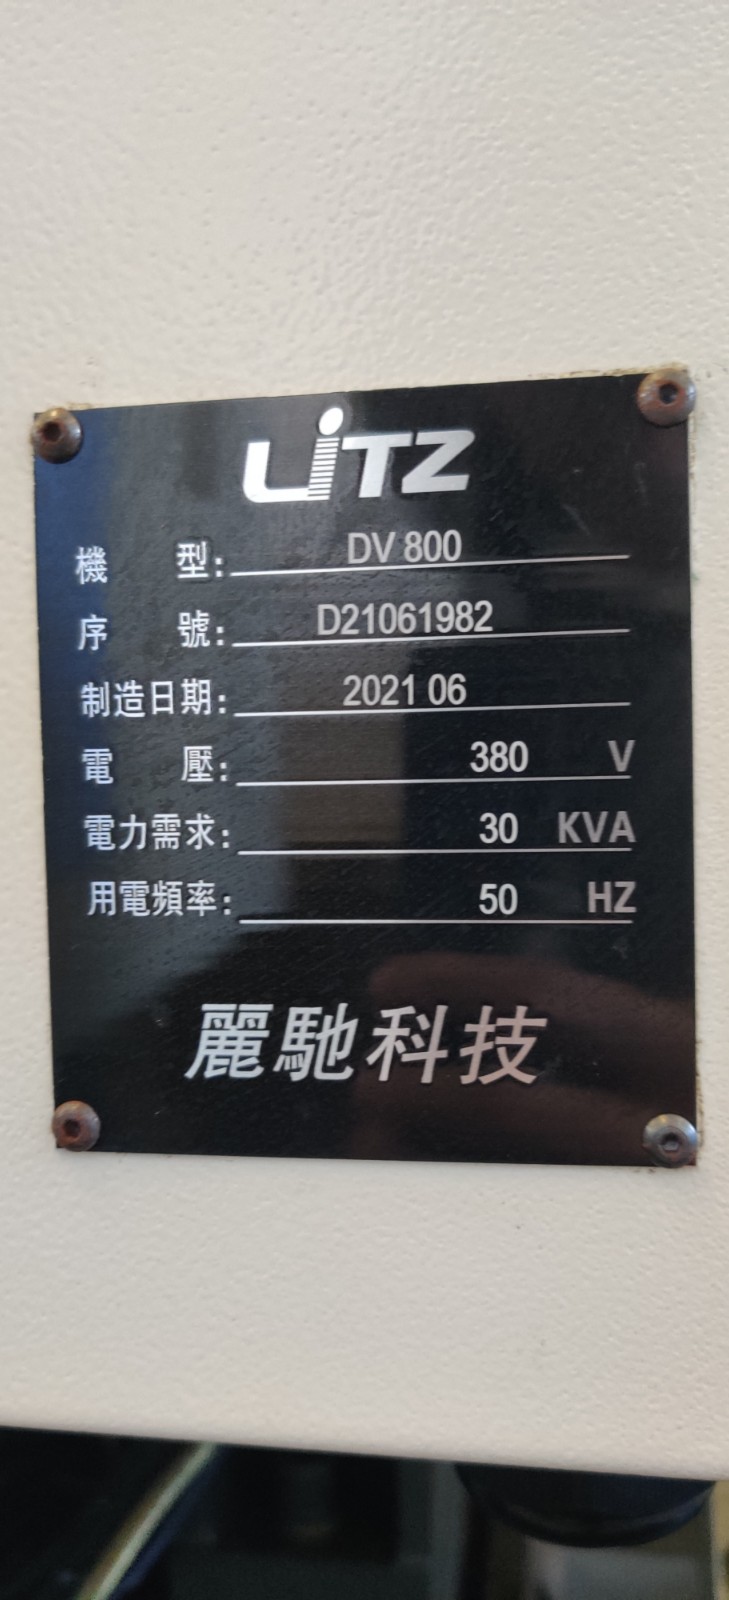 LiTZ
機 型: DV 800
序 號: D21061982
制造日期: 2021 06
電 壓: 380 V
電力需求: 30 KVA
用電頻率: 50 HZ
麗馳科技